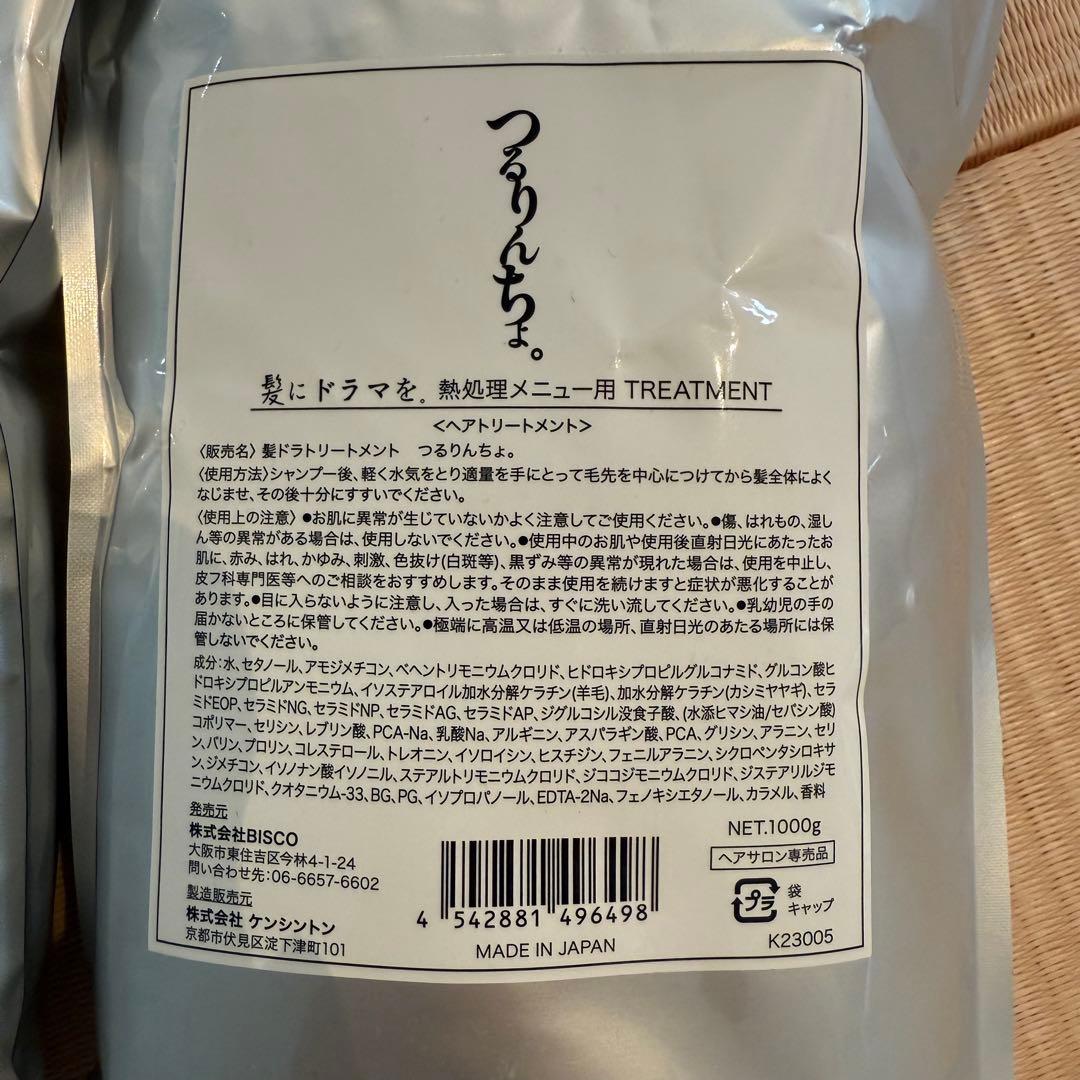 つるりんちょ。
髪にドラマを。熱処理メニュー用 TREATMENT
<ヘアトリートメント>
〈販売名〉髪ドラトリートメント つるりんちょ。
〈使用方法〉シャンプー後、軽く水気をとり適量を手にとって毛先を中心につけてから髪全体によく
なじませ、その後十分にすすいでください。
〈使用上の注意〉●お肌に異常が生じていないかよく注意してご使用ください。●傷、はれもの、湿し
ん等の異常がある場合は、使用しないでください。●使用中のお肌や使用後直射日光にあたったお
肌に、赤み、はれ、かゆみ、刺激、色抜け(白斑等)、黒ずみ等の異常が現れた場合は、使用を中止し、
皮フ科専門医等へのご相談をおすすめします。そのまま使用を続けますと症状が悪化することが
あります。●目に入らないように注意し、入った場合は、すぐに洗い流してください。●乳幼児の手の
届かないところに保管してください。●極端に高温又は低温の場所、直射日光のあたる場所には保
管しないでください。
成分:水、セタノール、アモジメチコン、ベヘントリモニウムクロリド、ヒドロキシプロピルグルコナミド、グルコン酸ヒ
ドロキシプロピルアンモニウム、イソステアロイル加水分解ケラチン(羊毛)、加水分解ケラチン(カシミヤヤギ)、セラ
ミドEOP、セラミドNG、セラミドNP、セラミドAG、セラミドAP、ジグルコシル没食子酸、(水添ヒマシ油/セバシン酸)
コポリマー、セリシン、レブリン酸、PCA-Na、乳酸Na、アルギニン、アスパラギン酸、PCA、グリシン、アラニン、セリ
ン、バリン、プロリン、コレステロール、トレオニン、イソロイシン、ヒスチジン、フェニルアラニン、シクロペンタシロキサ
ン、ジメチコン、イソノナン酸イソノニル、ステアルトリモニウムクロリド、ジココジモニウムクロリド、ジステアリルジモ
ニウムクロリド、クオタニウム-33、BG、PG、イソプロパノール、EDTA-2Na、フェノキシエタノール、カラメル、香料
発売元
株式会社BISCO
大阪市東住吉区今林4-1-24
問い合わせ先:06-6657-6602
製造販売元
株式会社 ケンシントン
京都市伏見区淀下津町101
4 542881 496498
MADE IN JAPAN
NET.1000g
ヘアサロン専売品
プラ
袋
キャップ
K23005